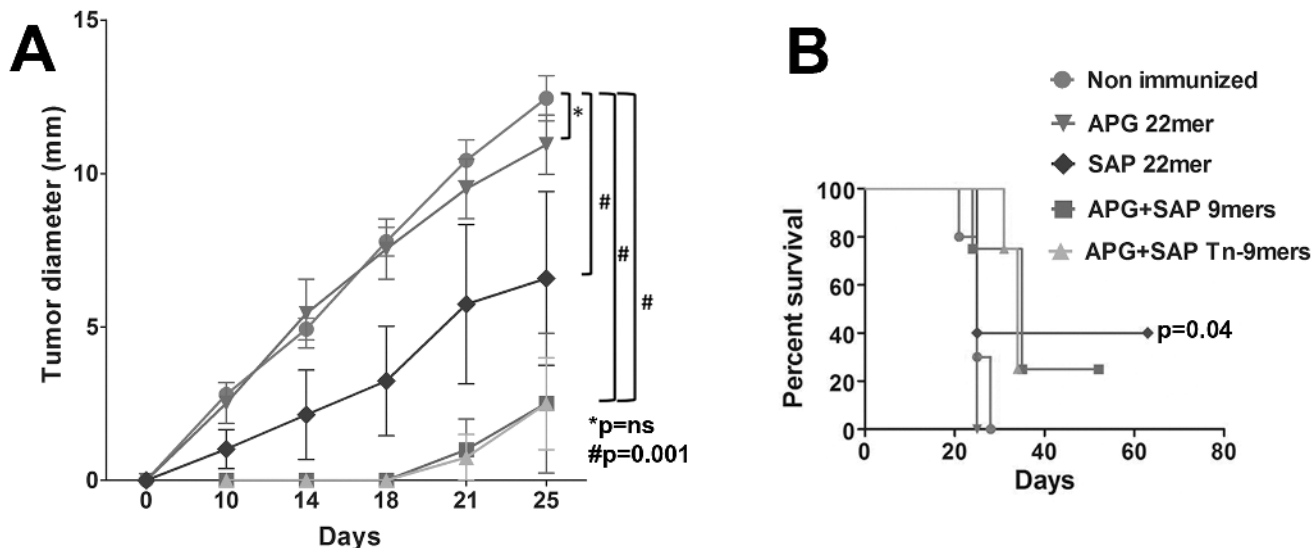 A
Tumor diameter (mm)
15
10
5
0
0 10 14 18 21 25
Days
*
#
#
#
*p=ns
#p=0.001
B
Non immunized
APG 22mer
SAP 22mer
APG+SAP 9mers
APG+SAP Tn-9mers
Percent survival
100
80
60
40
20
0
p=0.04
0 20 40 60 80
Days